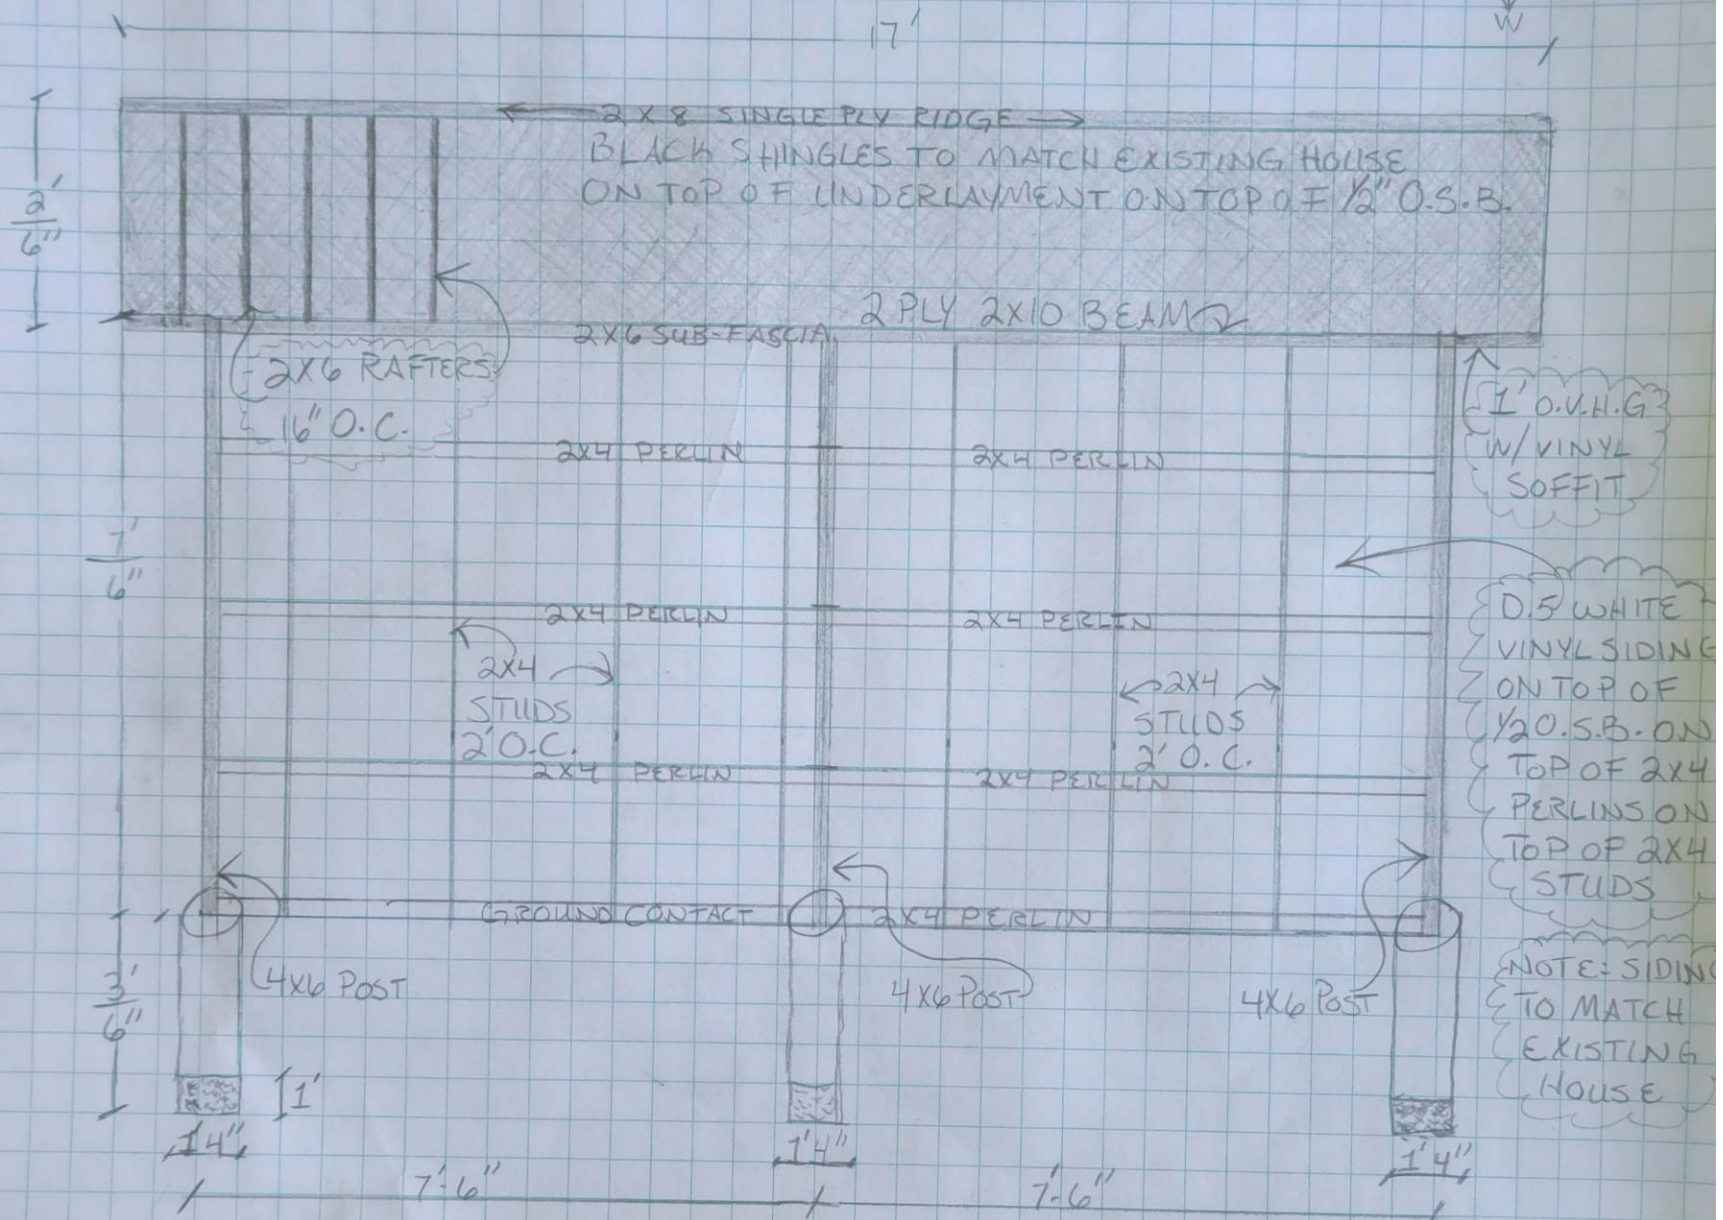 W
17'
2 X 8 SINGLE PLY RIDGE
BLACK SHINGLES TO MATCH EXISTING HOUSE
ON TOP OF UNDERLAYMENT ON TOP OF 1/2" O.S.B.
2'
6"
2 PLY 2X10 BEAM
2X6 SUB-FASCIA
2X6 RAFTERS
16" O.C.
1' O.V.H.G
W/ VINYL
SOFFIT
2X4 PERLIN
2X4 PERLIN
7'
6"
0.5 WHITE
VINYL SIDING
ON TOP OF
1/2 O.S.B. ON
TOP OF 2X4
PERLINS ON
TOP OF 2X4
STUDS
2X4 PERLIN
2X4 PERLIN
2X4
STUDS
2' O.C.
2X4
STUDS
2' O.C.
2X4 PERLIN
2X4 PERLIN
GROUND CONTACT 2X4 PERLIN
4X6 POST
4X6 POST
4X6 POST
NOTE: SIDING
TO MATCH
EXISTING
HOUSE
3'
6"
1'
1'4"
1'4"
1'4"
7'-6"
7'-6"